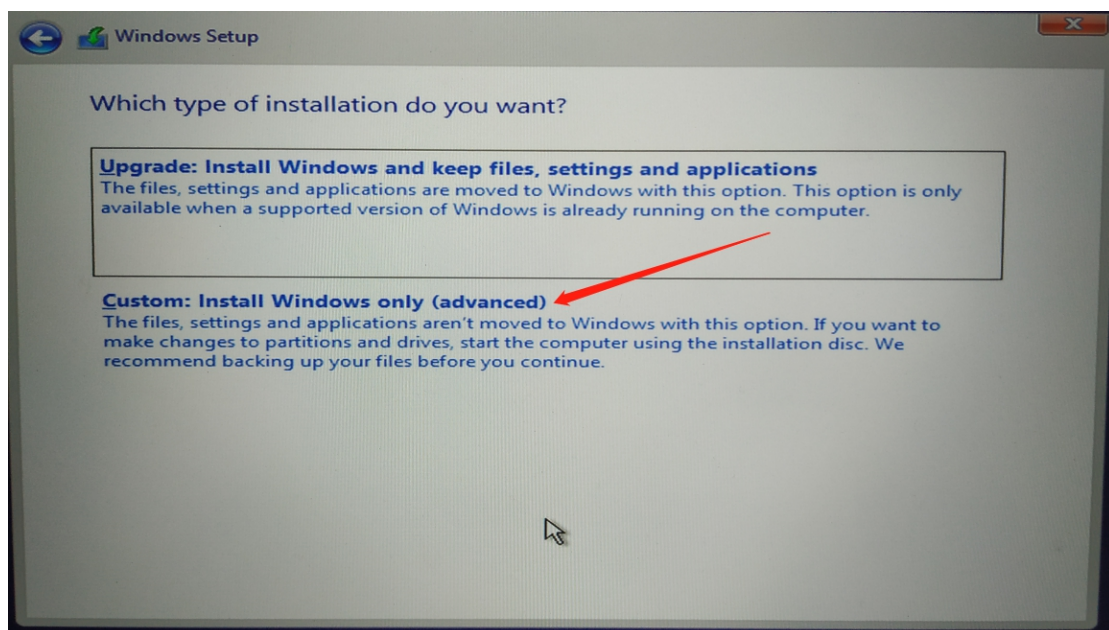 Windows Setup
Which type of installation do you want?
Upgrade: Install Windows and keep files, settings and applications
The files, settings and applications are moved to Windows with this option. This option is only
available when a supported version of Windows is already running on the computer.
Custom: Install Windows only (advanced)
The files, settings and applications aren't moved to Windows with this option. If you want to
make changes to partitions and drives, start the computer using the installation disc. We
recommend backing up your files before you continue.